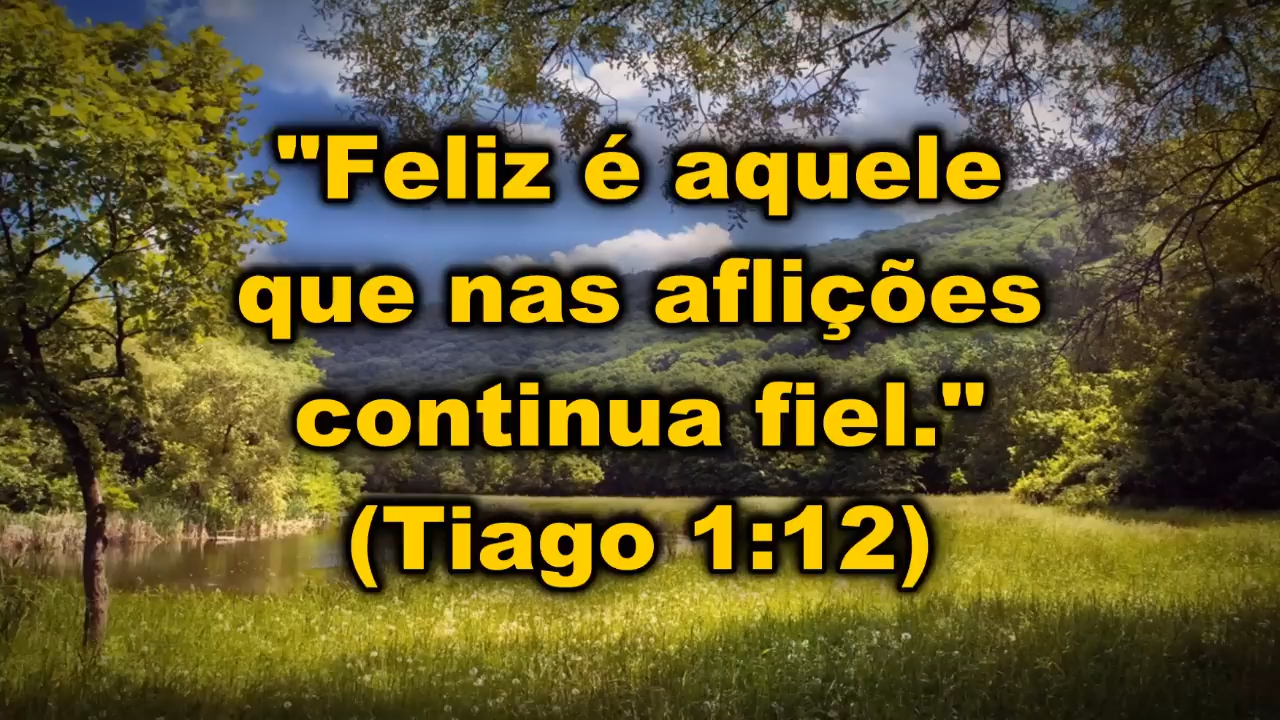 "Feliz é aquele
que nas aflições
continua fiel."
(Tiago 1:12)